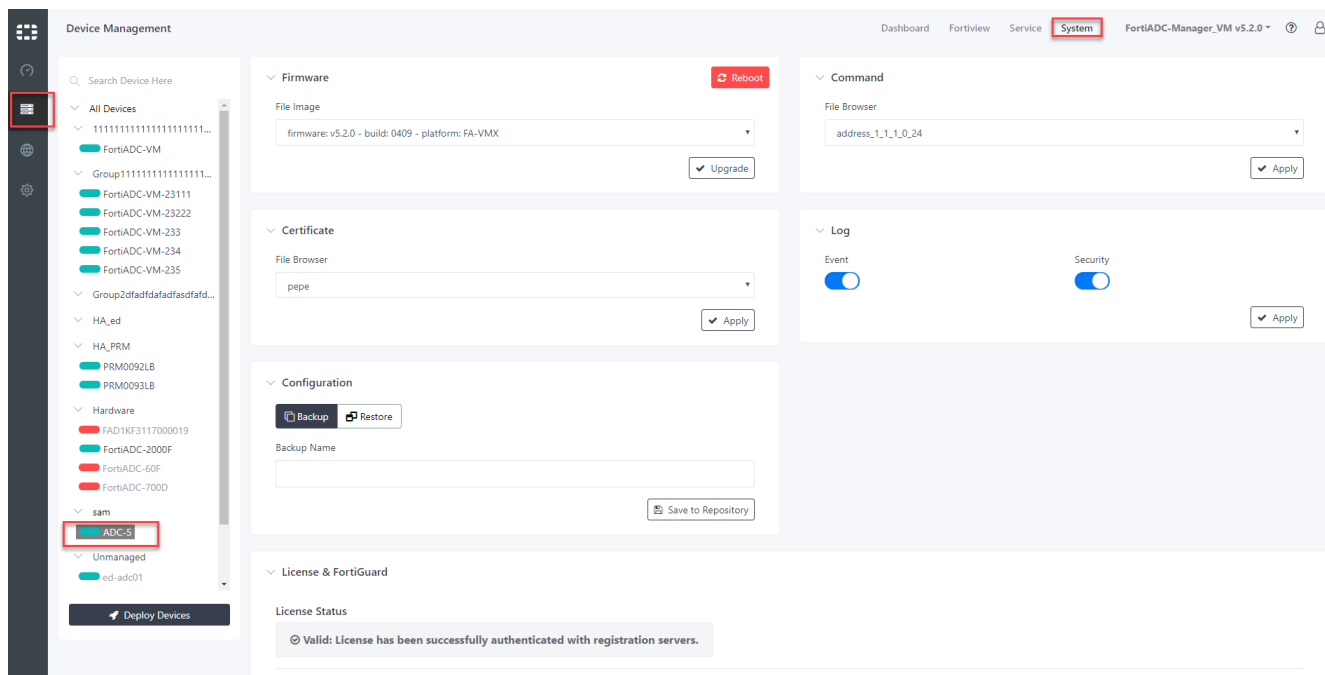 Device Management
Dashboard Fortiview Service System FortiADC-Manager_VM v5.2.0
Search Device Here
All Devices
11111111111111111111...
FortiADC-VM
Group1111111111111111...
FortiADC-VM-23111
FortiADC-VM-23222
FortiADC-VM-233
FortiADC-VM-234
FortiADC-VM-235
Group2dfadfdafadfasdfafd...
HA_ed
HA_PRM
PRM0092LB
PRM0093LB
Hardware
FAD1KF3117000019
FortiADC-2000F
FortiADC-60F
FortiADC-700D
sam
ADC-5
Unmanaged
ed-adc01
Deploy Devices
Firmware
Reboot
File Image
firmware: v5.2.0 - build: 0409 - platform: FA-VMX
Upgrade
Command
File Browser
address_1_1_1_0_24
Apply
Certificate
File Browser
pepe
Apply
Log
Event Security
Apply
Configuration
Backup Restore
Backup Name
Save to Repository
License & FortiGuard
License Status
Valid: License has been successfully authenticated with registration servers.